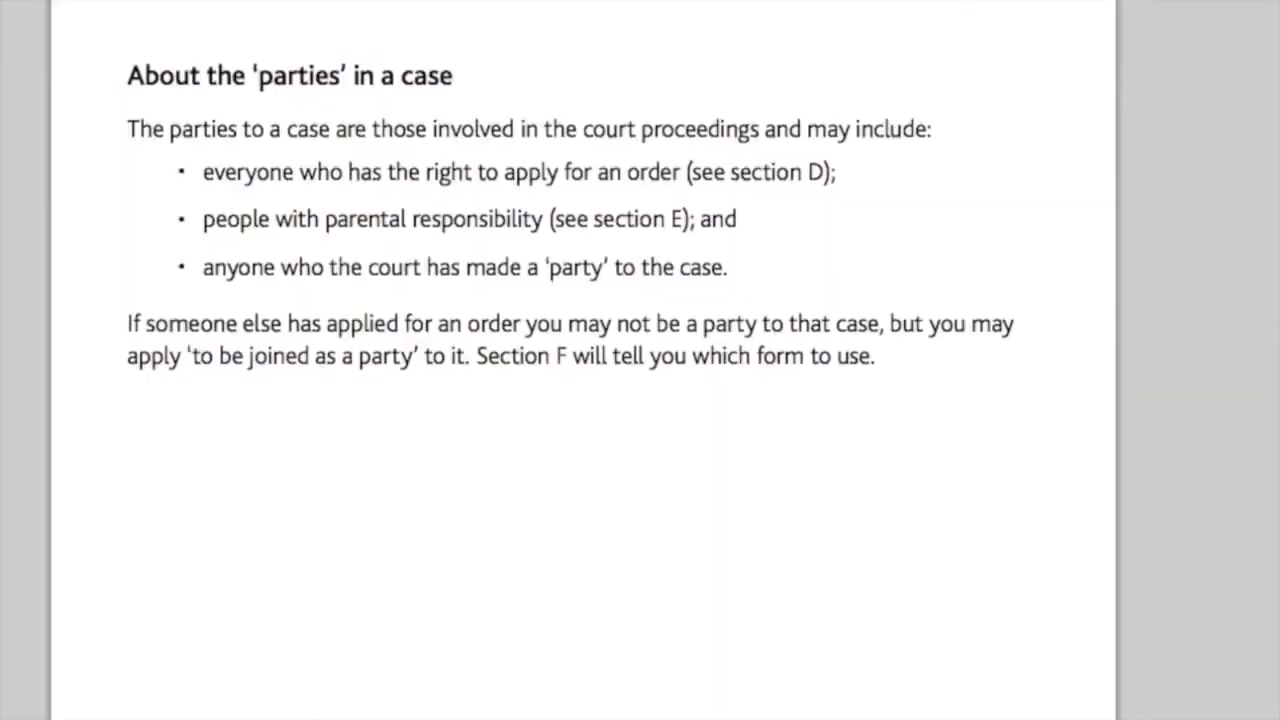 About the ‘parties’ in a case
The parties to a case are those involved in the court proceedings and may include:
• everyone who has the right to apply for an order (see section D);
• people with parental responsibility (see section E); and
• anyone who the court has made a ‘party’ to the case.
If someone else has applied for an order you may not be a party to that case, but you may
apply ‘to be joined as a party’ to it. Section F will tell you which form to use.